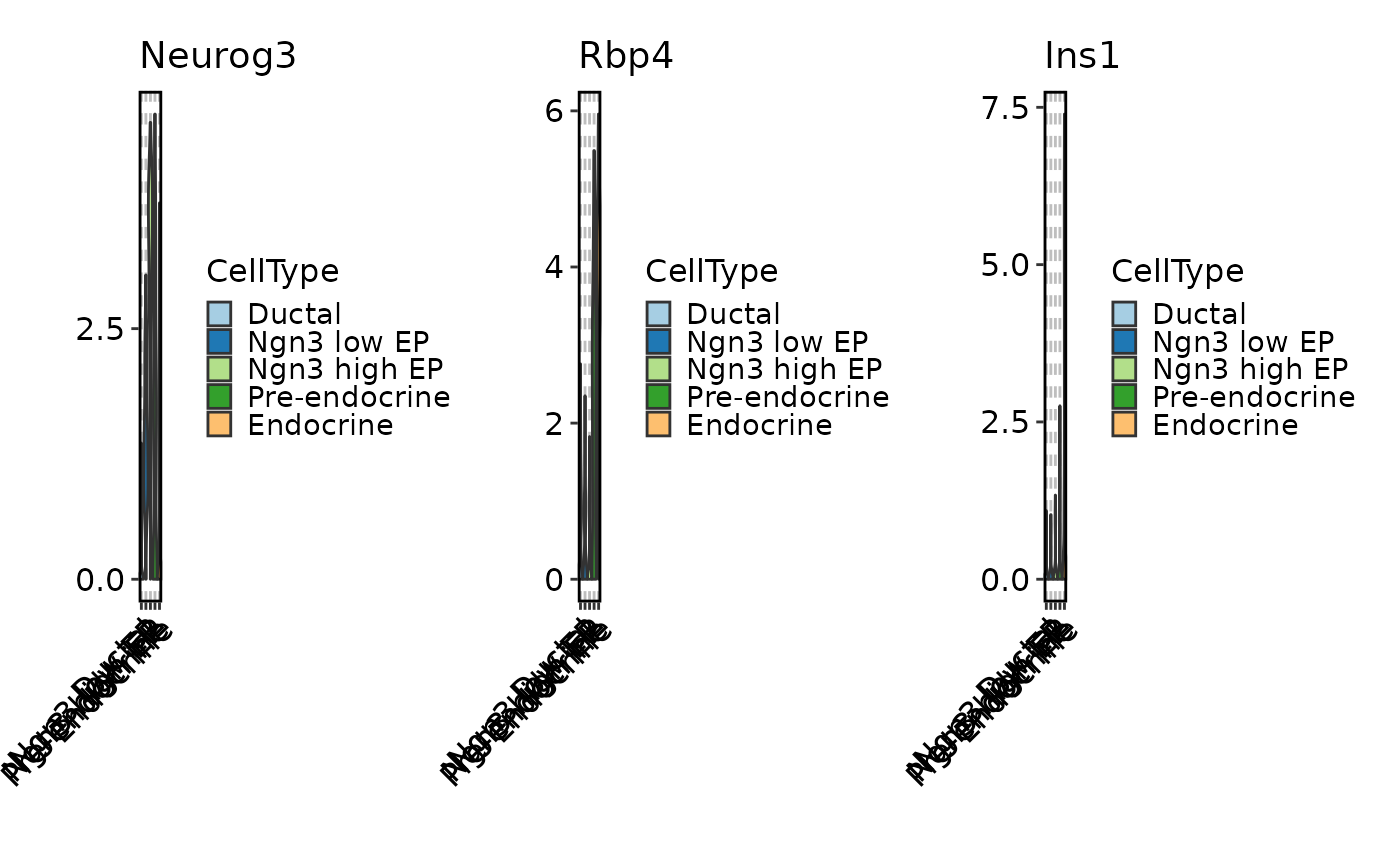 Neurog3
Rbp4
Ins1
2.5
0.0
CellType
Ductal
Ngn3 low EP
Ngn3 high EP
Pre-endocrine
Endocrine
6
4
2
0
CellType
Ductal
Ngn3 low EP
Ngn3 high EP
Pre-endocrine
Endocrine
7.5
5.0
2.5
0.0
CellType
Ductal
Ngn3 low EP
Ngn3 high EP
Pre-endocrine
Endocrine